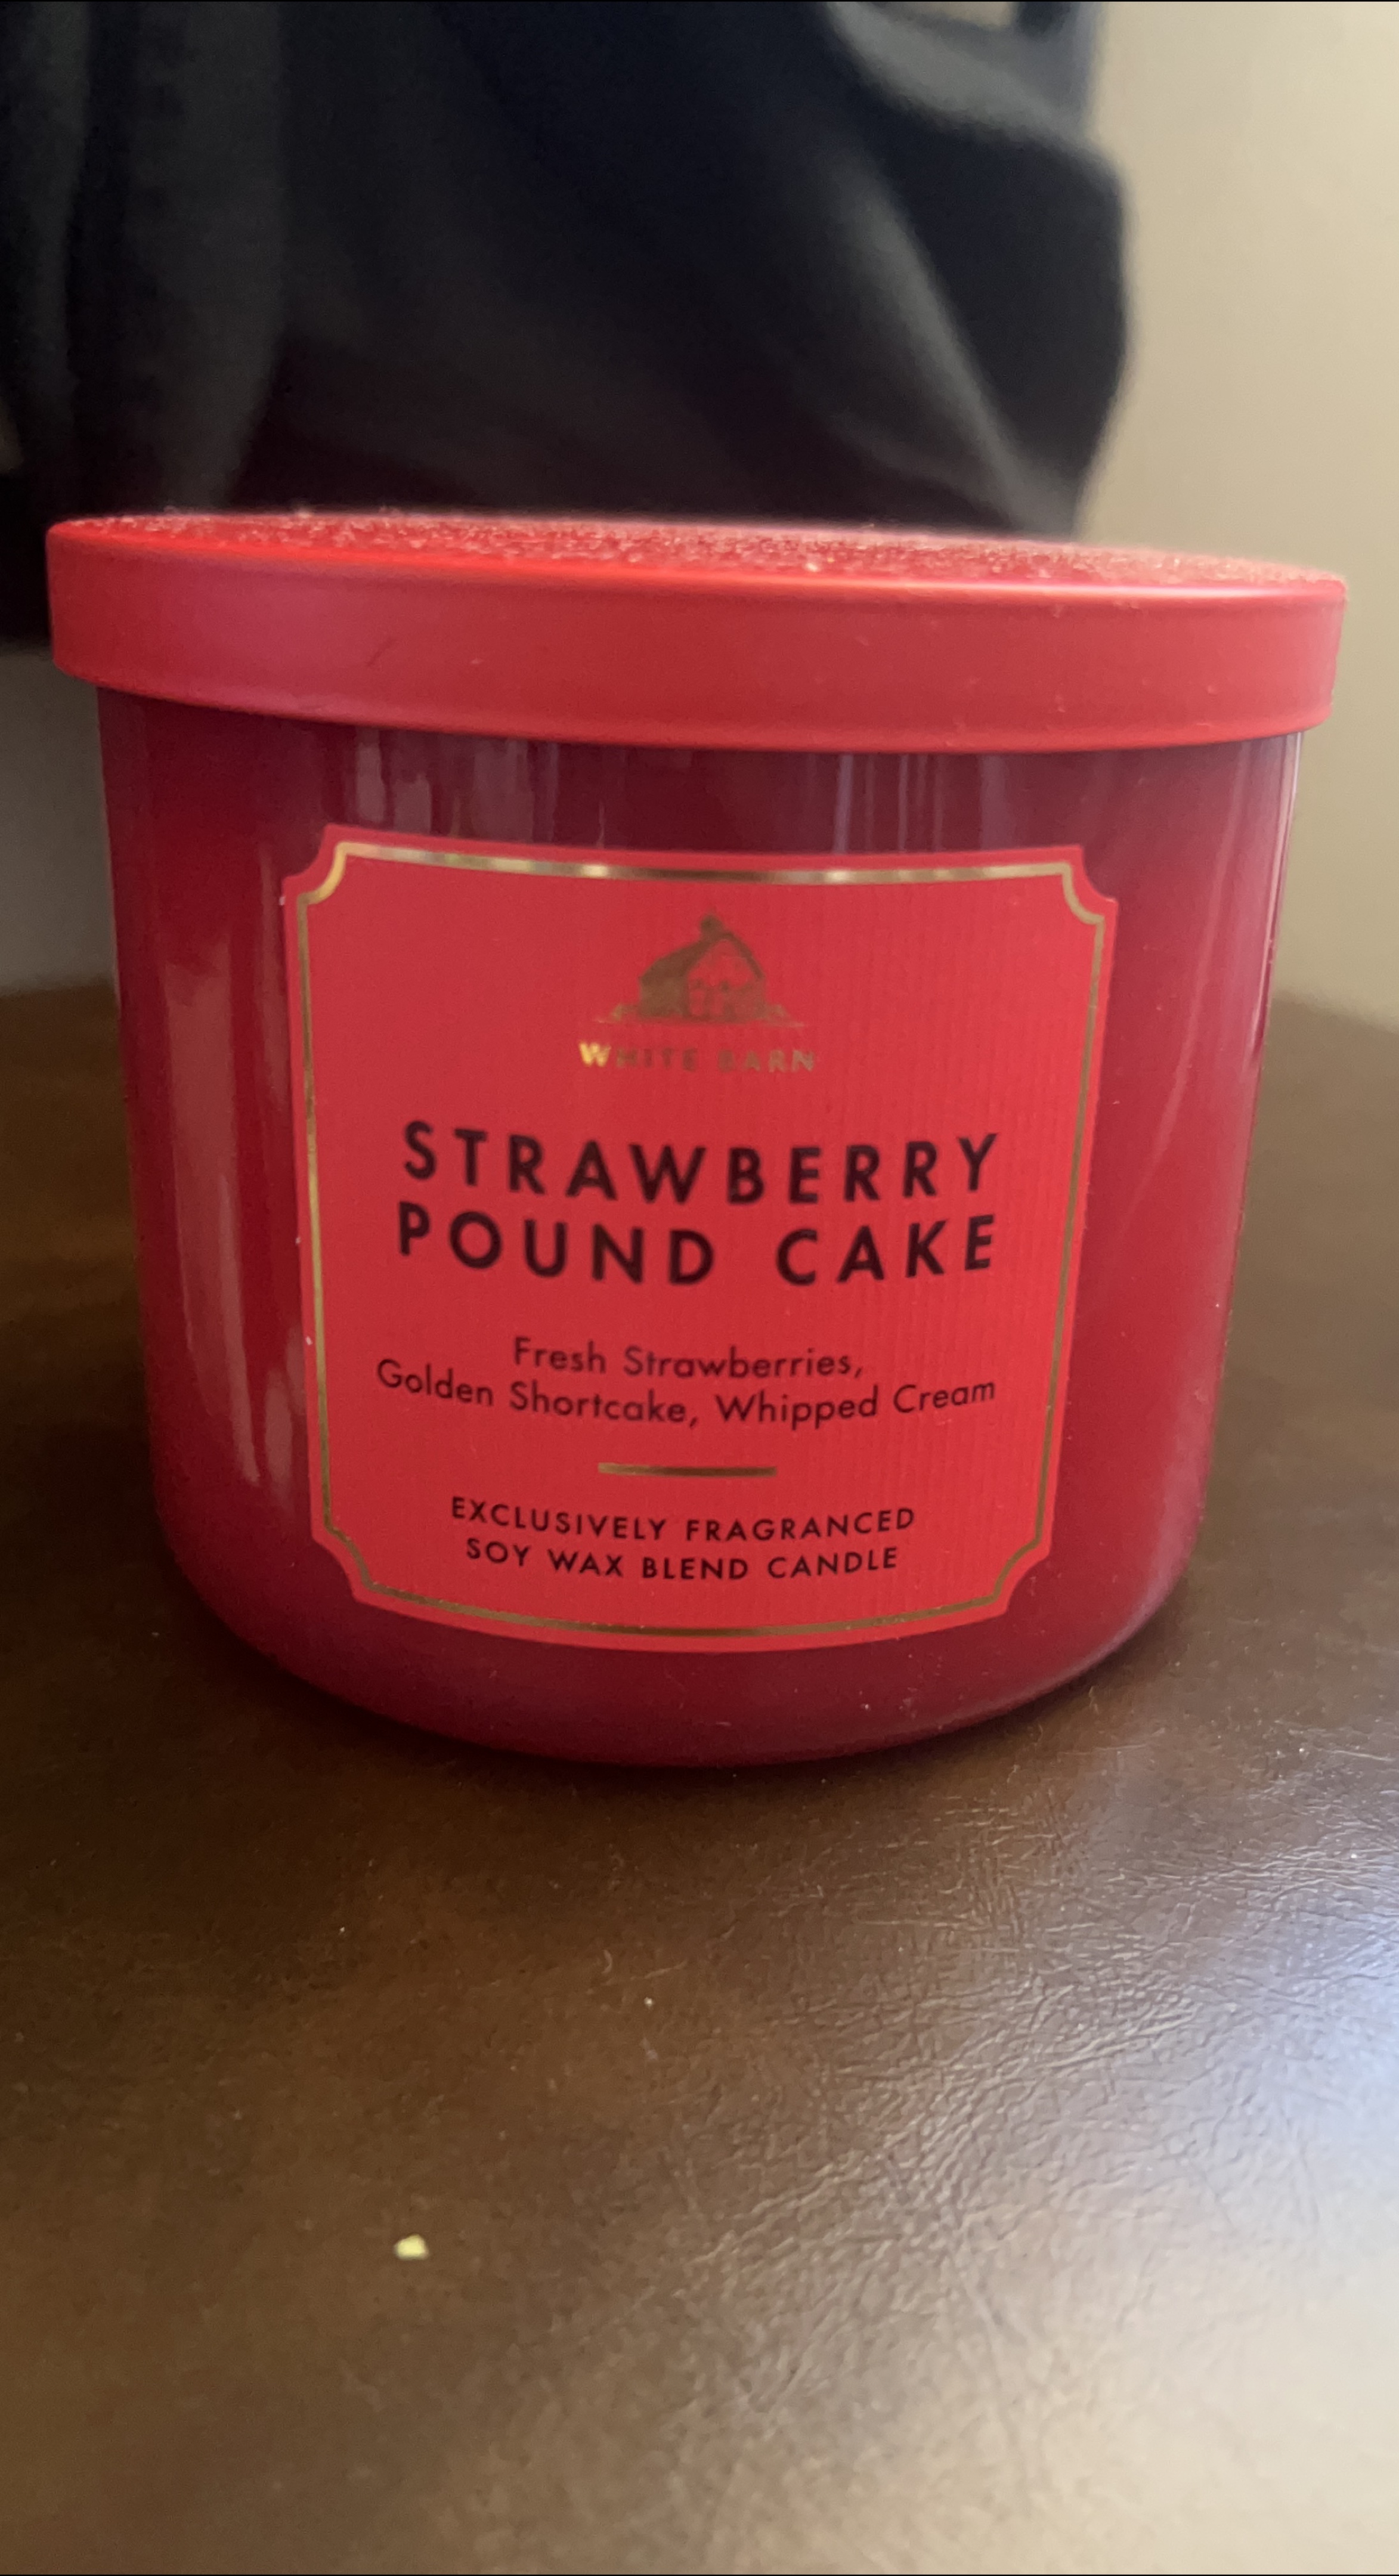 WHITE BARN
STRAWBERRY
POUND CAKE
Fresh Strawberries,
Golden Shortcake, Whipped Cream
EXCLUSIVELY FRAGRANCED
SOY WAX BLEND CANDLE